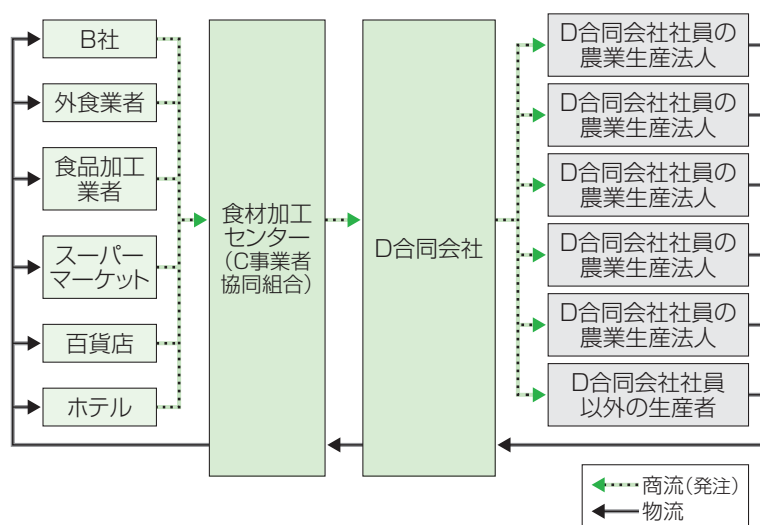 B社
外食業者
食品加工
業者
スーパー
マーケット
百貨店
ホテル
食材加工
センター
(C事業者
協同組合)
D合同会社
D合同会社社員の
農業生産法人
D合同会社社員の
農業生産法人
D合同会社社員の
農業生産法人
D合同会社社員の
農業生産法人
D合同会社社員の
農業生産法人
D合同会社社員
以外の生産者
商流(発注)
物流